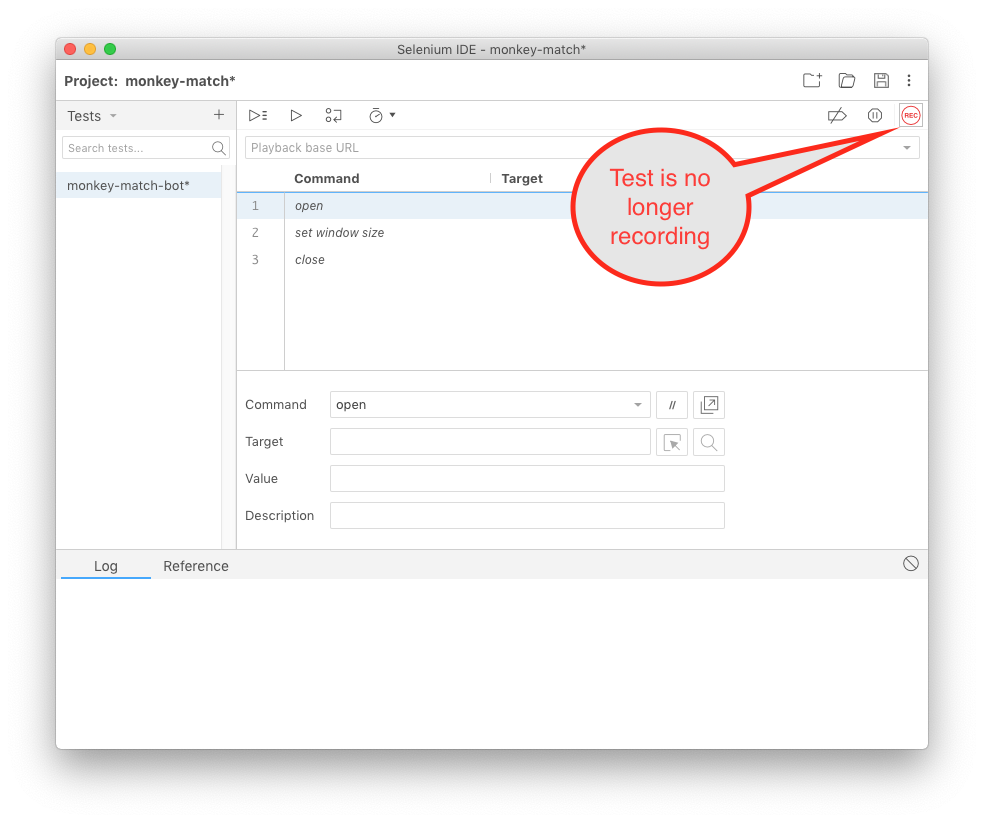 Selenium IDE - monkey-match*
Project: monkey-match*
Tests
REC
Search tests...
Playback base URL
monkey-match-bot*
Command Target
1 open
2 set window size
3 close
Test is no
longer
recording
Command open //
Target
Value
Description
Log Reference